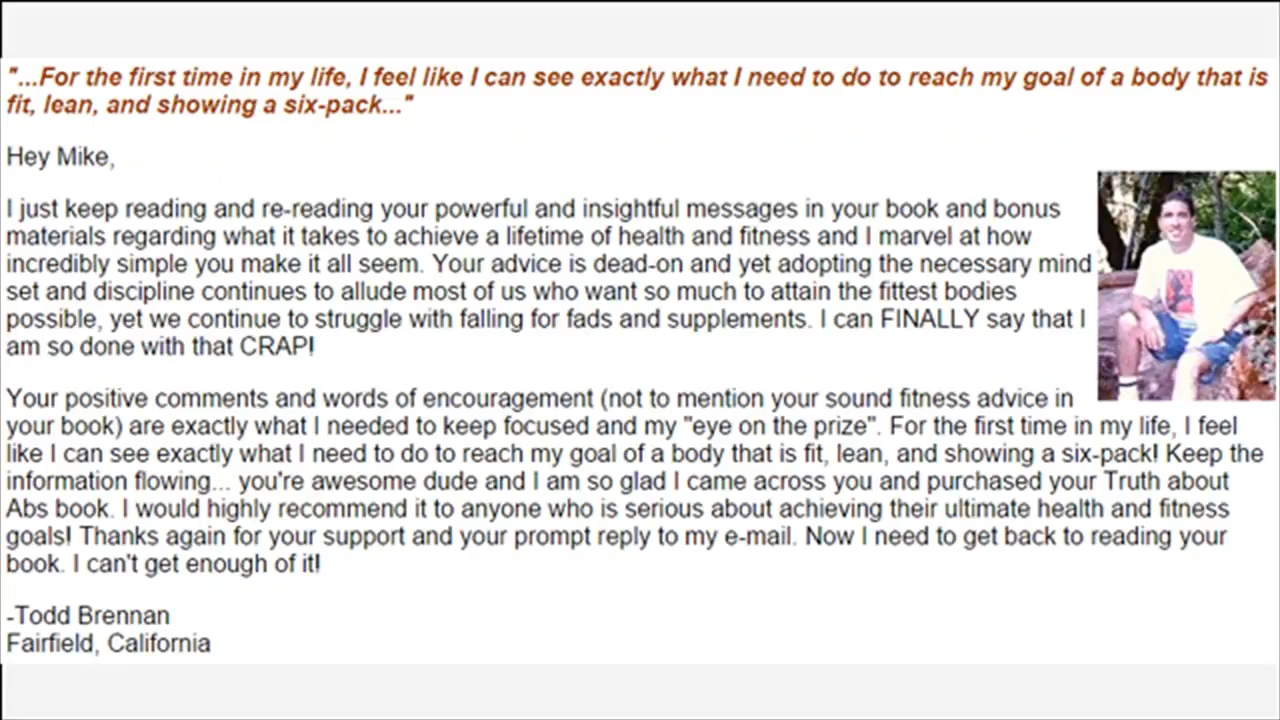 "...For the first time in my life, I feel like I can see exactly what I need to do to reach my goal of a body that is
fit, lean, and showing a six-pack..."
Hey Mike,
I just keep reading and re-reading your powerful and insightful messages in your book and bonus
materials regarding what it takes to achieve a lifetime of health and fitness and I marvel at how
incredibly simple you make it all seem. Your advice is dead-on and yet adopting the necessary mind
set and discipline continues to allude most of us who want so much to attain the fittest bodies
possible, yet we continue to struggle with falling for fads and supplements. I can FINALLY say that I
am so done with that CRAP!
Your positive comments and words of encouragement (not to mention your sound fitness advice in
your book) are exactly what I needed to keep focused and my "eye on the prize". For the first time in my life, I feel
like I can see exactly what I need to do to reach my goal of a body that is fit, lean, and showing a six-pack! Keep the
information flowing... you're awesome dude and I am so glad I came across you and purchased your Truth about
Abs book. I would highly recommend it to anyone who is serious about achieving their ultimate health and fitness
goals! Thanks again for your support and your prompt reply to my e-mail. Now I need to get back to reading your
book. I can't get enough of it!
-Todd Brennan
Fairfield, California